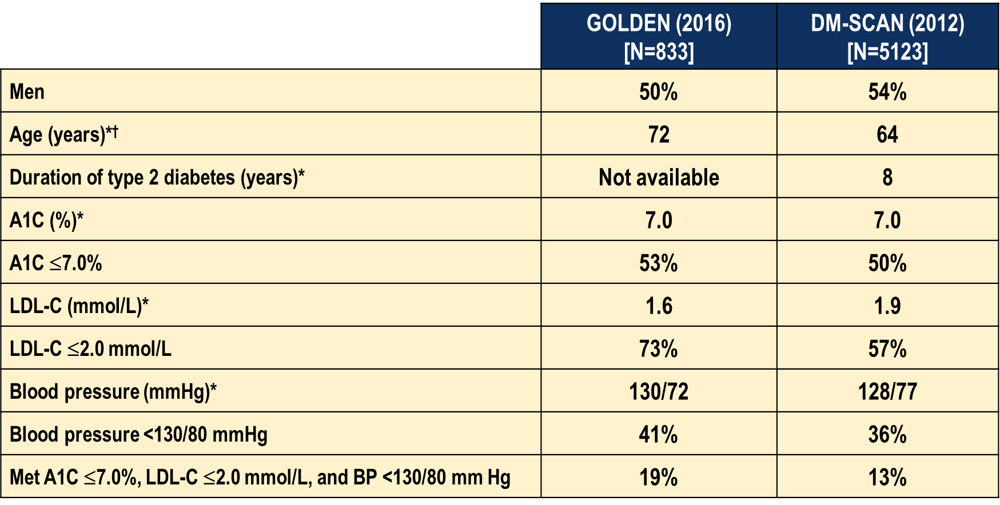 GOLDEN (2016) DM-SCAN (2012)
[N=833] [N=5123]
Men 50% 54%
Age (years)*† 72 64
Duration of type 2 diabetes (years)* Not available 8
A1C (%)* 7.0 7.0
A1C ≤7.0% 53% 50%
LDL-C (mmol/L)* 1.6 1.9
LDL-C ≤2.0 mmol/L 73% 57%
Blood pressure (mmHg)* 130/72 128/77
Blood pressure <130/80 mmHg 41% 36%
Met A1C ≤7.0%, LDL-C ≤2.0 mmol/L, and BP <130/80 mm Hg 19% 13%